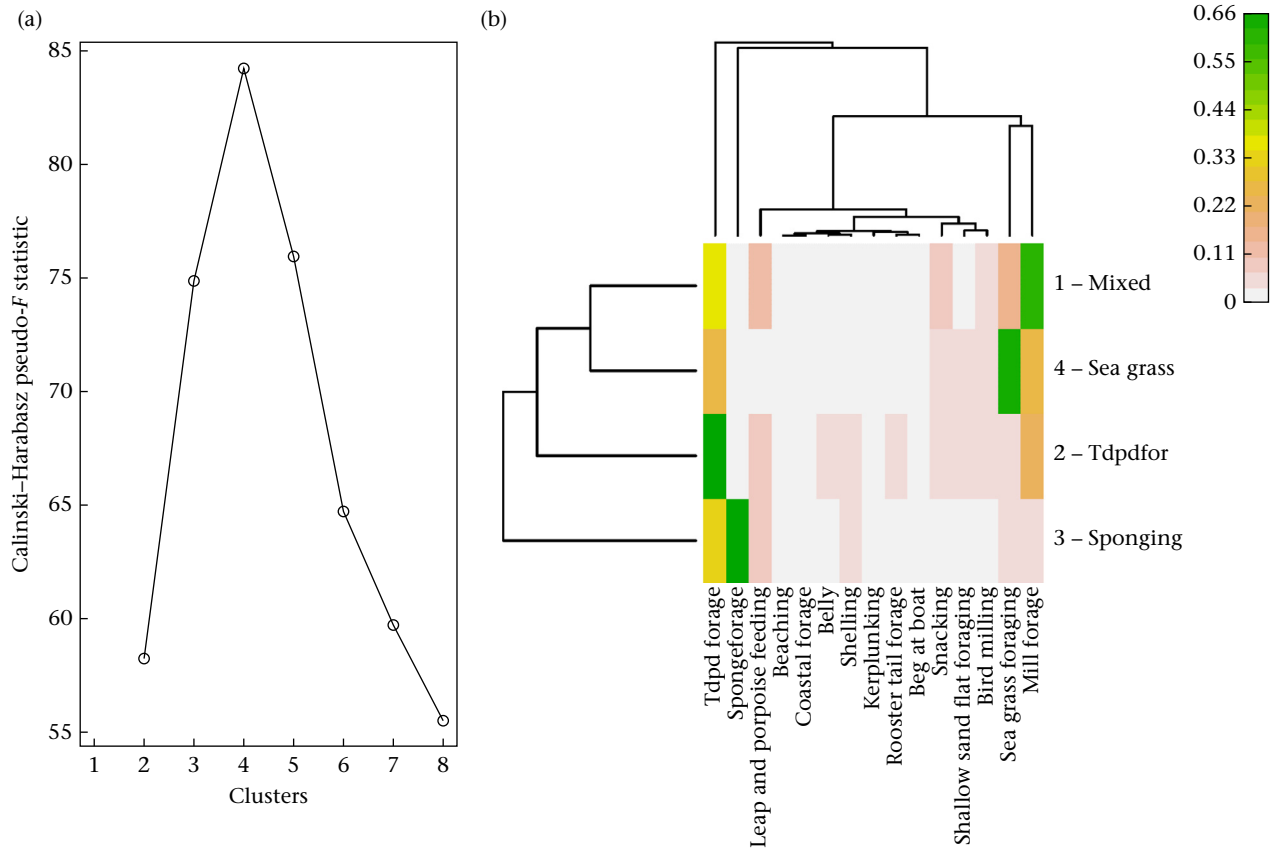 (a)
85
80
75
70
65
60
55
Calinski–Harabasz pseudo-F statistic
1 2 3 4 5 6 7 8
Clusters
(b)
0.66
0.55
0.44
0.33
0.22
0.11
0
1 – Mixed
4 – Sea grass
2 – Tdpdfor
3 – Sponging
Tdpd forage
Spongeforage
Leap and porpoise feeding
Beaching
Coastal forage
Belly
Shelling
Kerplunking
Rooster tail forage
Beg at boat
Snacking
Shallow sand flat foraging
Bird milling
Sea grass foraging
Mill forage